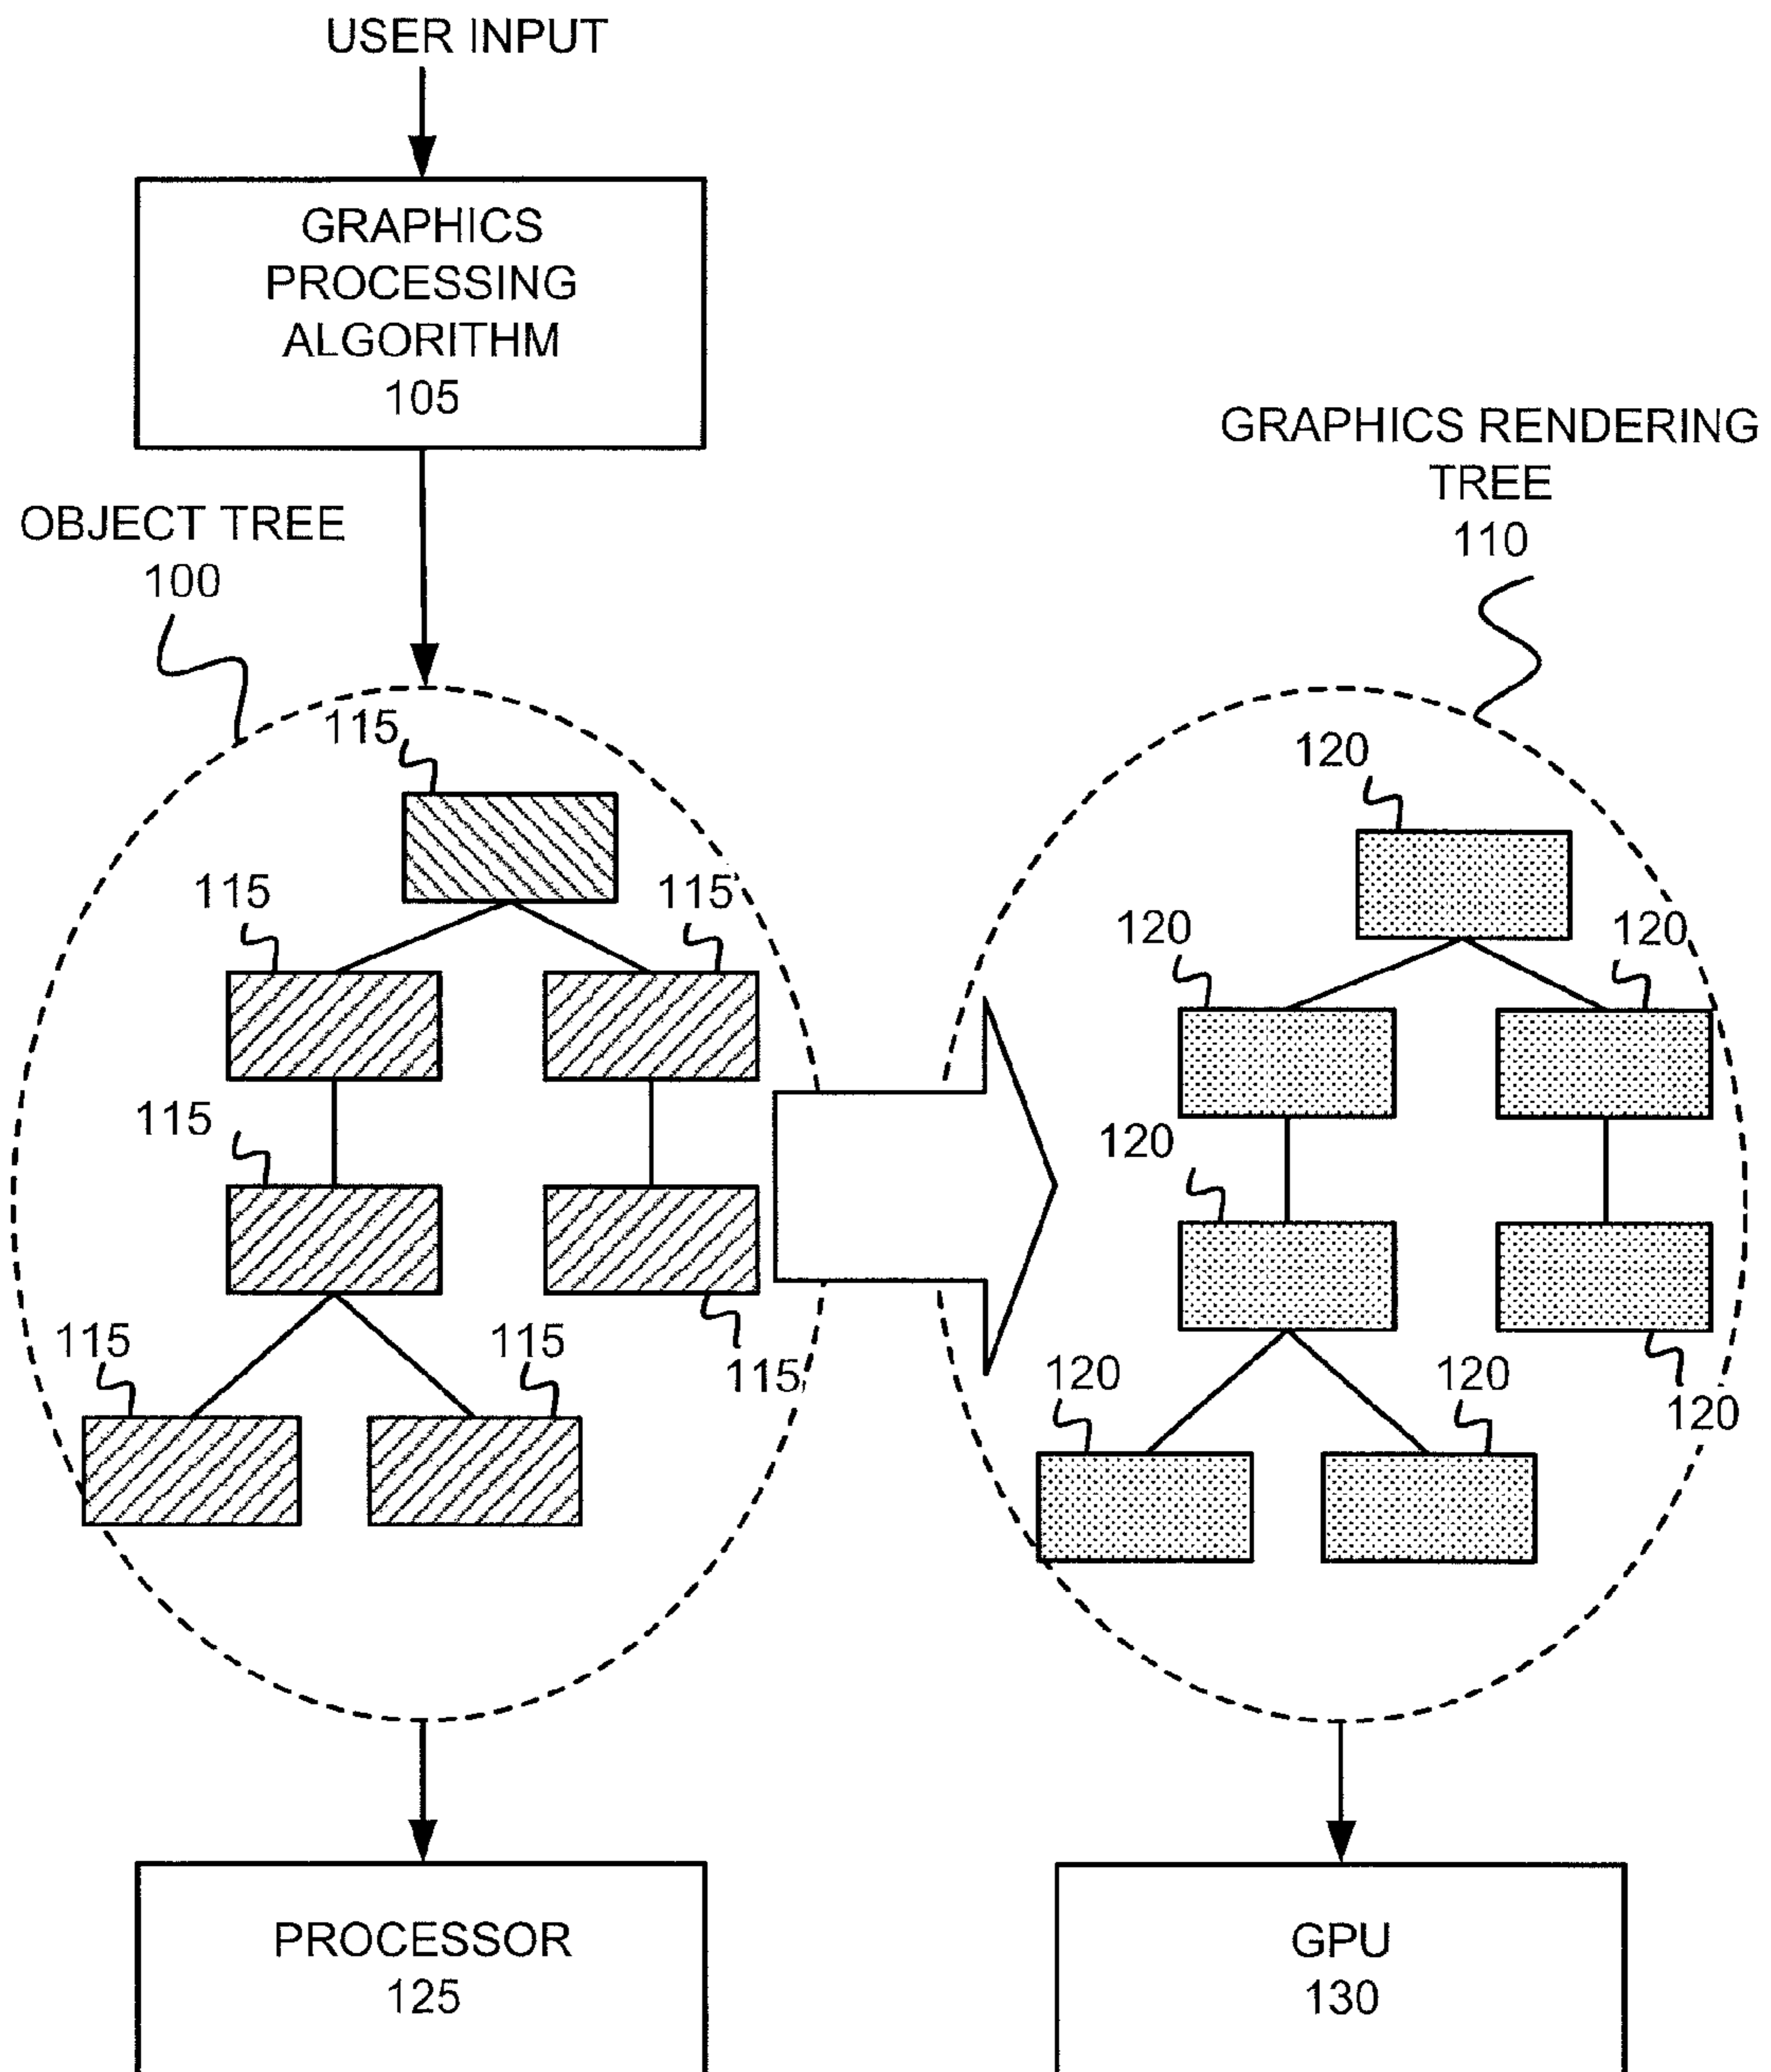 USER INPUT
GRAPHICS
PROCESSING
ALGORITHM
105
GRAPHICS RENDERING
TREE
110
OBJECT TREE
100
115
120
115
115
120
120
115
120
115
115
115
120
120
120
PROCESSOR
125
GPU
130